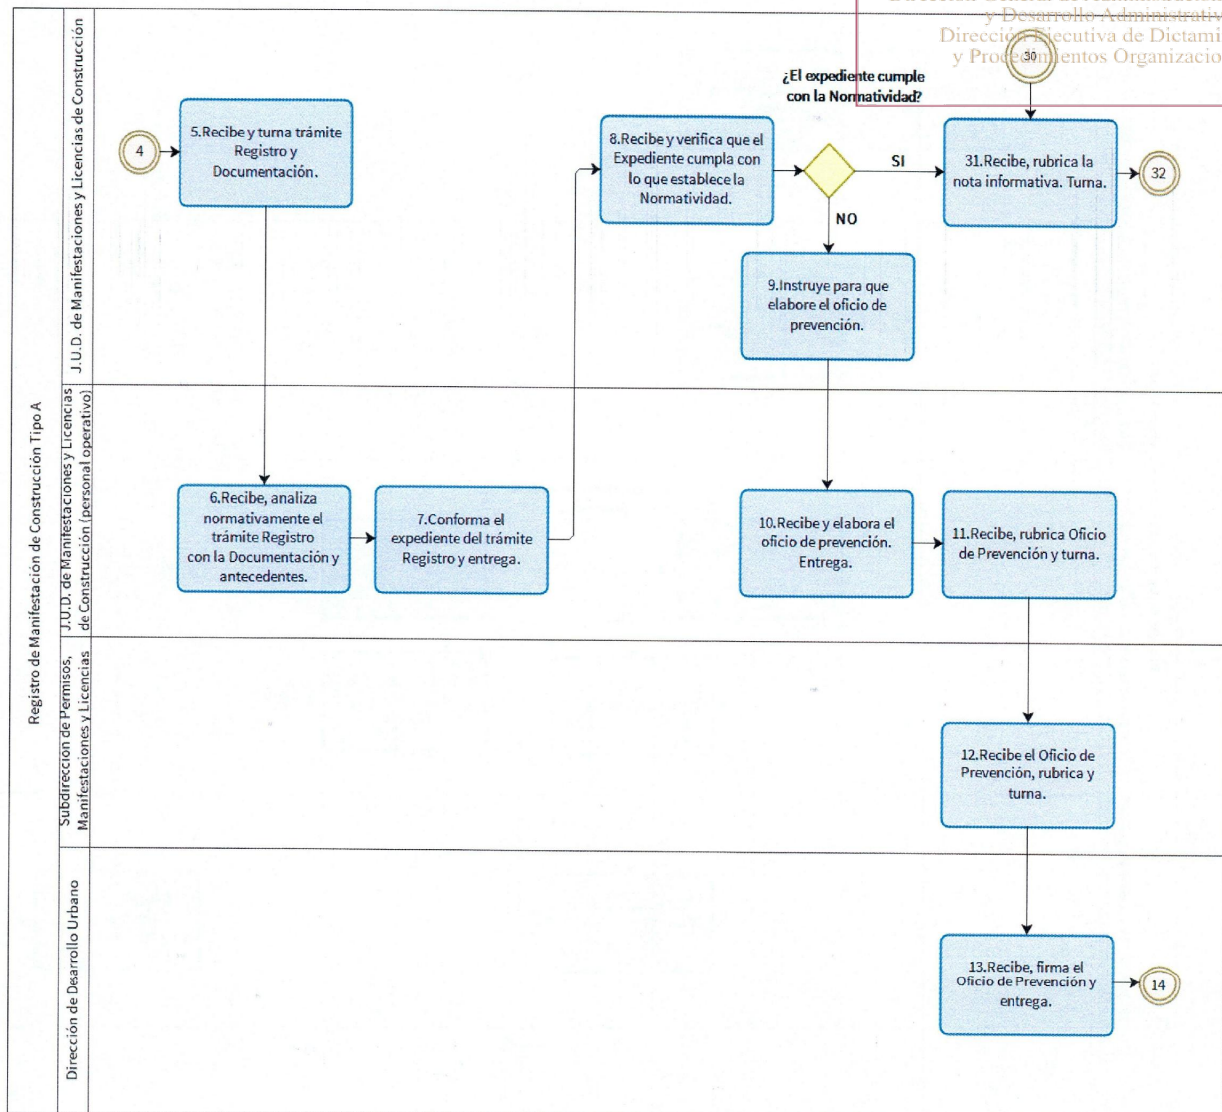 y Desarrollo Administrativ
Dirección Ejecutiva de Dictami
y Procedimientos Organizacio
Registro de Manifestación de Construcción Tipo A
J.U.D. de Manifestaciones y Licencias de Construcción
4
5.Recibe y turna trámite
Registro y
Documentación.
8.Recibe y verifica que el
Expediente cumpla con
lo que establece la
Normatividad.
¿El expediente cumple
con la Normatividad?
SI
NO
30
31.Recibe, rubrica la
nota informativa. Turna.
32
9.Instruye para que
elabore el oficio de
prevención.
J.U.D. de Manifestaciones y Licencias
de Construcción (personal operativo)
6.Recibe, analiza
normativamente el
trámite Registro
con la Documentación y
antecedentes.
7.Conforma el
expediente del trámite
Registro y entrega.
10.Recibe y elabora el
oficio de prevención.
Entrega.
11.Recibe, rubrica Oficio
de Prevención y turna.
Subdirección de Permisos,
Manifestaciones y Licencias
12.Recibe el Oficio de
Prevención, rubrica y
turna.
Dirección de Desarrollo Urbano
13.Recibe, firma el
Oficio de Prevención y
entrega.
14